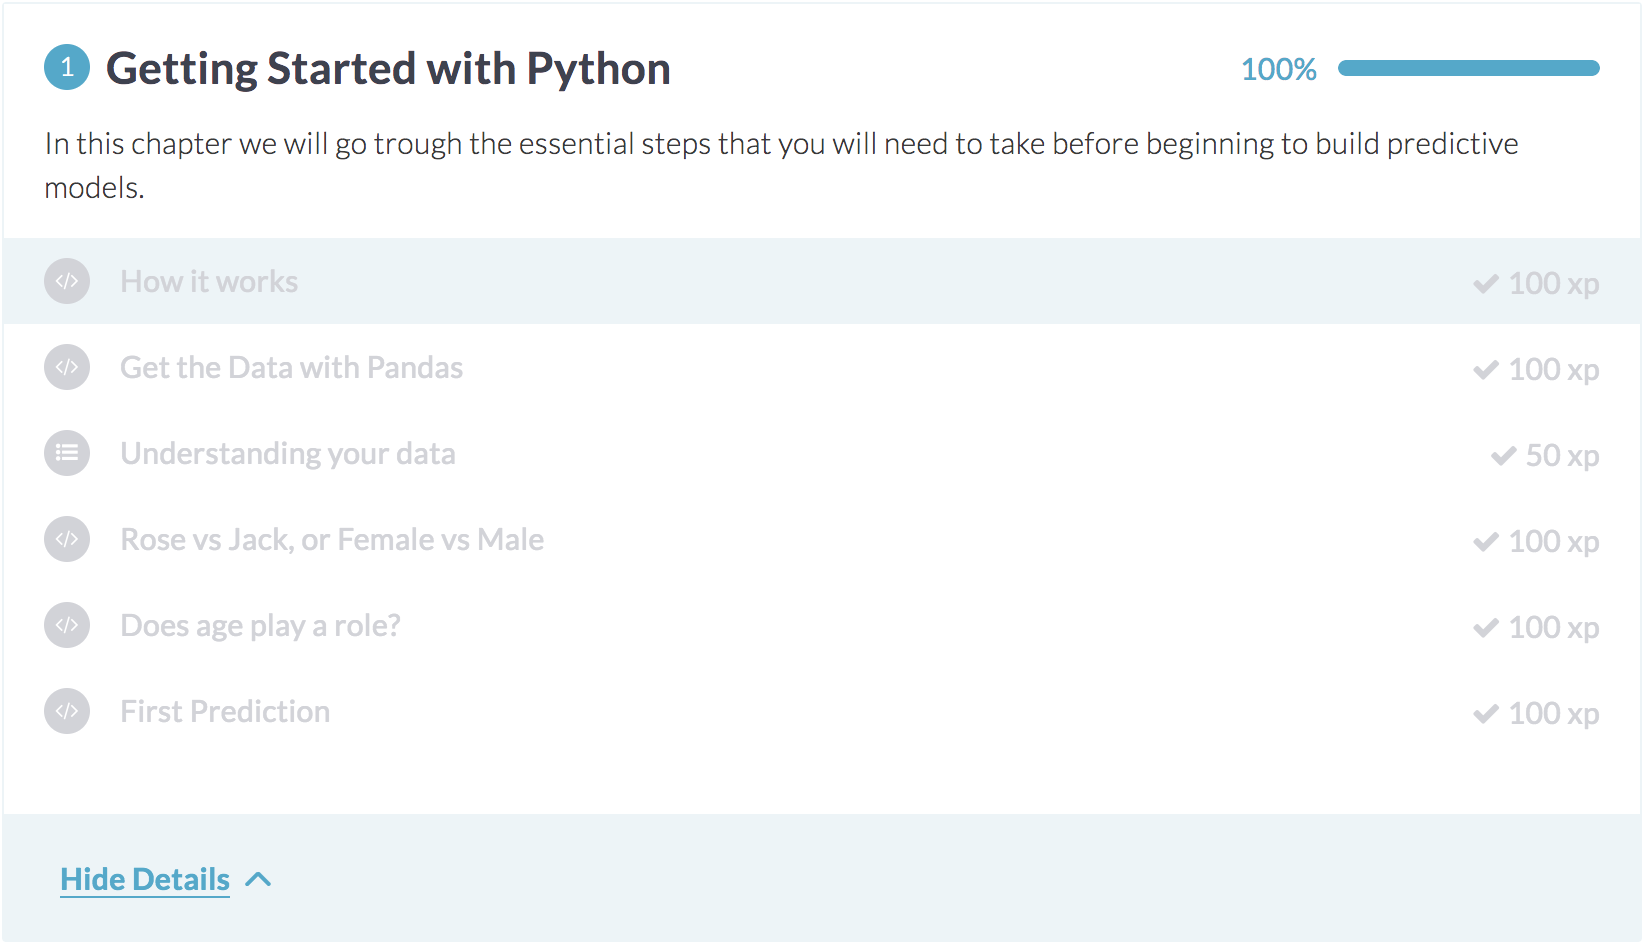 1 Getting Started with Python 100%
In this chapter we will go trough the essential steps that you will need to take before beginning to build predictive
models.
How it works 100 xp
Get the Data with Pandas 100 xp
Understanding your data 50 xp
Rose vs Jack, or Female vs Male 100 xp
Does age play a role? 100 xp
First Prediction 100 xp
Hide Details